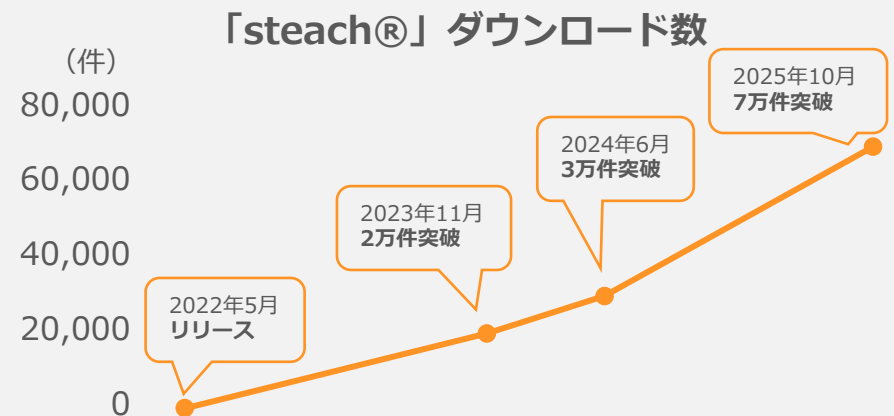 「steach®」ダウンロード数
（件）
80,000
60,000
40,000
20,000
0
2022年5月
リリース
2023年11月
2万件突破
2024年6月
3万件突破
2025年10月
7万件突破